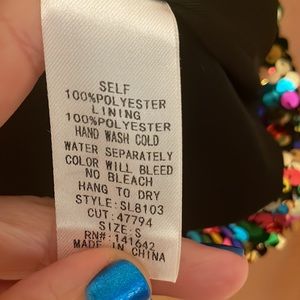 SELF
100%POLYESTER
LINING
100%POLYESTER
HAND WASH COLD
WATER SEPARATELY
COLOR WILL BLEED
NO BLEACH
HANG TO DRY
STYLE:SL8103
CUT:47794
SIZE:S
RN#:141642
MADE IN CHINA